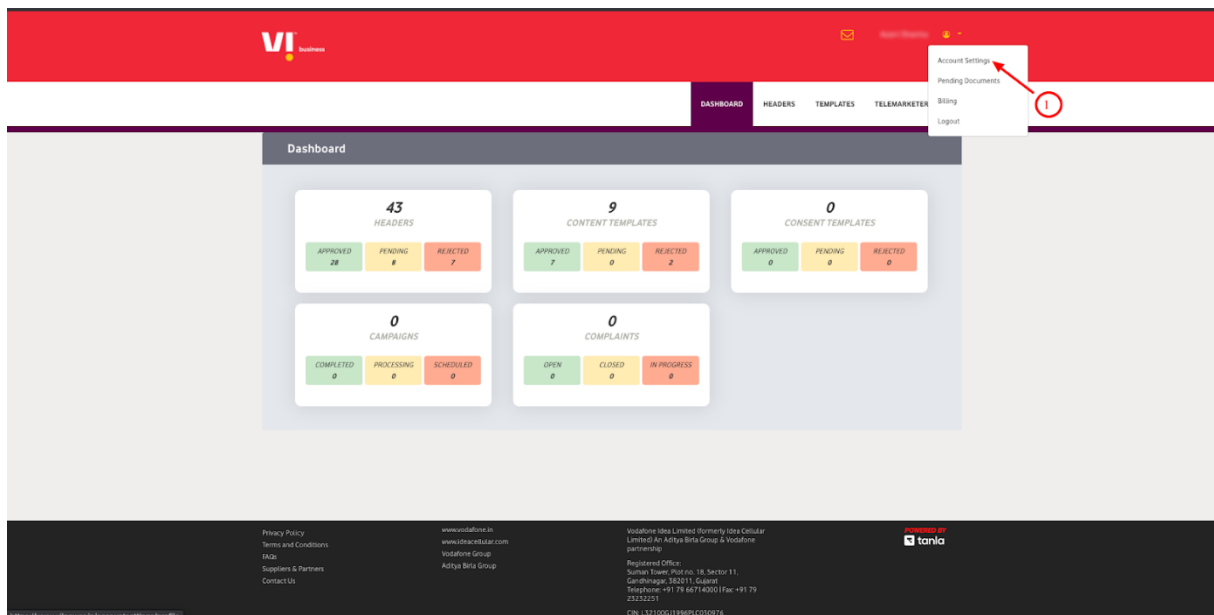 VI business
Account Settings
Pending Documents
Billing
Logout
1
DASHBOARD HEADERS TEMPLATES TELEMARKETER
Dashboard
43
HEADERS
APPROVED PENDING REJECTED
28 8 7
9
CONTENT TEMPLATES
APPROVED PENDING REJECTED
7 0 2
0
CONSENT TEMPLATES
APPROVED PENDING REJECTED
0 0 0
0
CAMPAIGNS
COMPLETED PROCESSING SCHEDULED
0 0 0
0
COMPLAINTS
OPEN CLOSED IN PROGRESS
0 0 0
Privacy Policy
Terms and Conditions
FAQs
Suppliers & Partners
Contact Us
www.vodafone.in
www.ideacellular.com
Vodafone Group
Aditya Birla Group
Vodafone Idea Limited (formerly Idea Cellular
Limited) An Aditya Birla Group & Vodafone
partnership
Registered Office:
Suman Tower, Plot no. 18, Sector 11,
Gandhinagar, 382011, Gujarat
Telephone: +91 79 66714000 | Fax: +91 79
23232251
CIN: L32100GJ1996PLC030976
POWERED BY
tanla